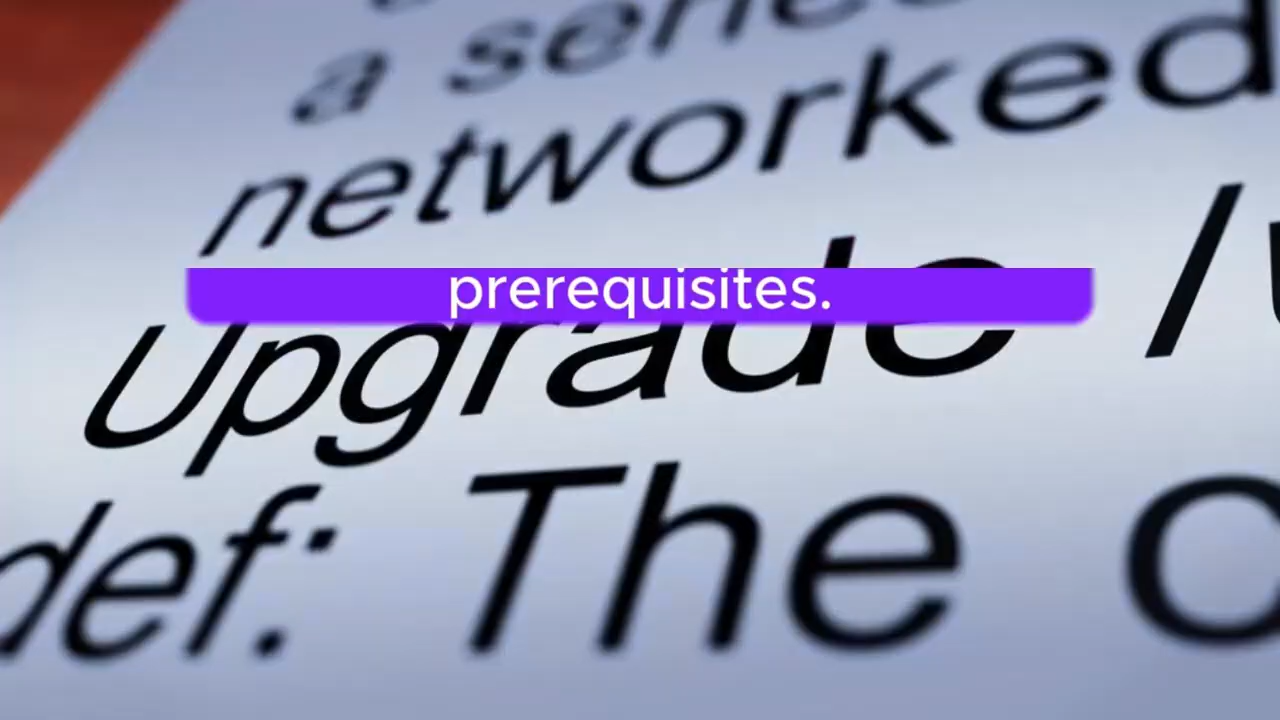 a
networked
prerequisites.
Upgrade /
def: The